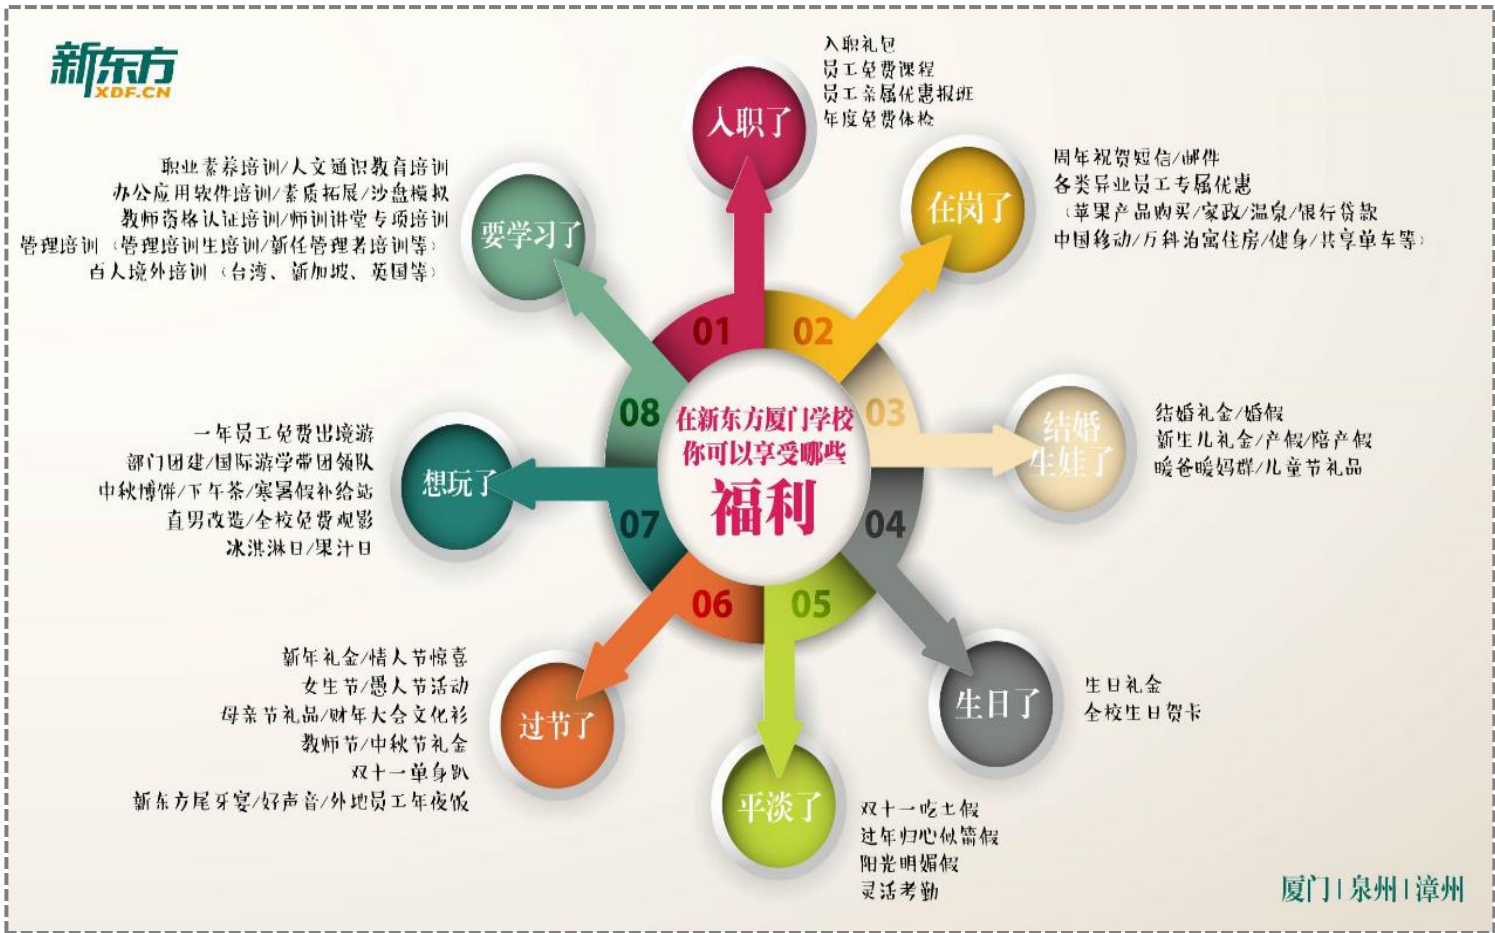 新东方
XDF.CN
在新东方厦门学校
你可以享受哪些
福利
01
入职了
入职礼包
员工免费课程
员工亲属优惠报班
年度免费体检
02
在岗了
周年祝贺短信/邮件
各类异业员工专属优惠
（苹果产品购买/家政/温泉/银行贷款
中国移动/万科泊寓住房/健身/共享单车等）
03
结婚
生娃了
结婚礼金/婚假
新生儿礼金/产假/陪产假
暖爸暖妈群/儿童节礼品
04
生日了
生日礼金
全校生日贺卡
05
平淡了
双十一吃土假
过年归心似箭假
阳光明媚假
灵活考勤
06
过节了
新年礼金/情人节惊喜
女生节/愚人节活动
母亲节礼品/财年大会文化衫
教师节/中秋节礼金
双十一单身趴
新东方尾牙宴/好声音/外地员工年夜饭
07
想玩了
一年员工免费出境游
部门团建/国际游学带团领队
中秋博饼/下午茶/寒暑假补给站
直男改造/全校免费观影
冰淇淋日/果汁日
08
要学习了
职业素养培训/人文通识教育培训
办公应用软件培训/素质拓展/沙盘模拟
教师资格认证培训/师训讲堂专项培训
管理培训（管理培训生培训/新任管理者培训等）
百人境外培训（台湾、新加坡、英国等）
厦门|泉州|漳州